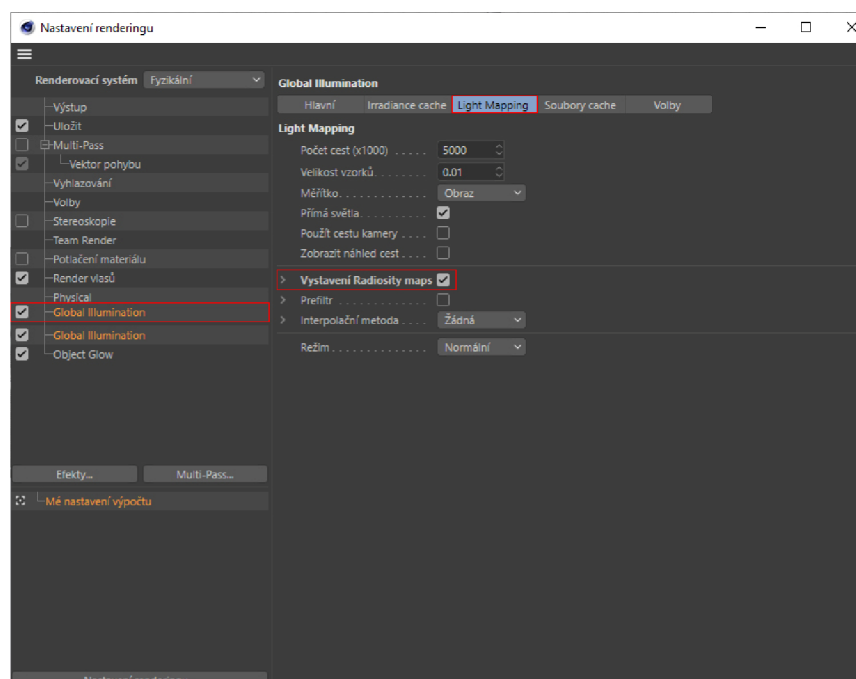 Nastavení renderingu
Renderovací systém Fyzikální
Výstup
Uložit
Multi-Pass
Vektor pohybu
Vyhlazování
Volby
Stereoskopie
Team Render
Potlačení materiálu
Render vlasů
Physical
Global Illumination
Global Illumination
Object Glow
Efekty... Multi-Pass...
Mé nastavení výpočtu
Global Illumination
Hlavní Irradiance cache Light Mapping Soubory cache Volby
Light Mapping
Počet cest (x1000) ..... 5000
Velikost vzorků........ 0.01
Měřítko............. Obraz
Přímá světla..........
Použít cestu kamery ....
Zobrazit náhled cest ....
Vystavení Radiosity maps
Prefiltr .............
Interpolační metoda .... Žádná
Režim .............. Normální